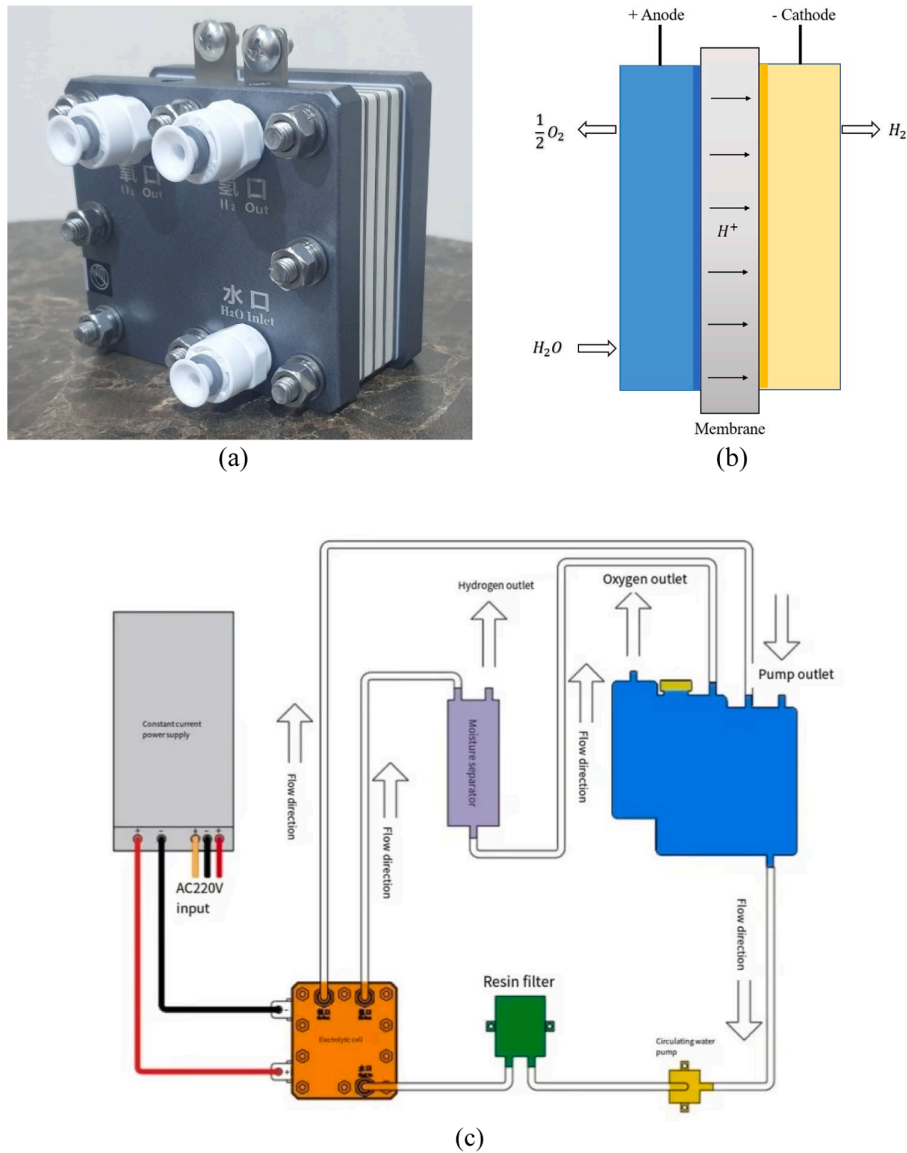 氧 口
O₂ Out
氢 口
H₂ Out
水 口
H₂O Inlet
(a)
+ Anode
- Cathode
1/2 O₂
H₂
H⁺
H₂O
Membrane
(b)
Hydrogen outlet
Oxygen outlet
Pump outlet
Constant current
power supply
Moisture separator
Flow direction
Flow direction
Flow direction
Flow direction
+
-
+
-
+
AC220V
input
Resin filter
Circulating water
pump
-
Electrolytic cell
+
水 口
(c)